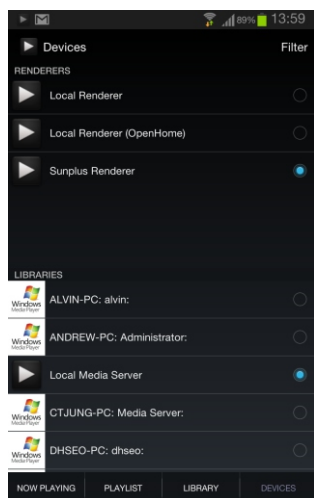 89% 13:59
Devices Filter
RENDERERS
Local Renderer
Local Renderer (OpenHome)
Sunplus Renderer
LIBRARIES
Windows
Media Player
ALVIN-PC: alvin:
Windows
Media Player
ANDREW-PC: Administrator:
Local Media Server
Windows
Media Player
CTJUNG-PC: Media Server:
Windows
Media Player
DHSEO-PC: dhseo:
NOW PLAYING PLAYLIST LIBRARY DEVICES